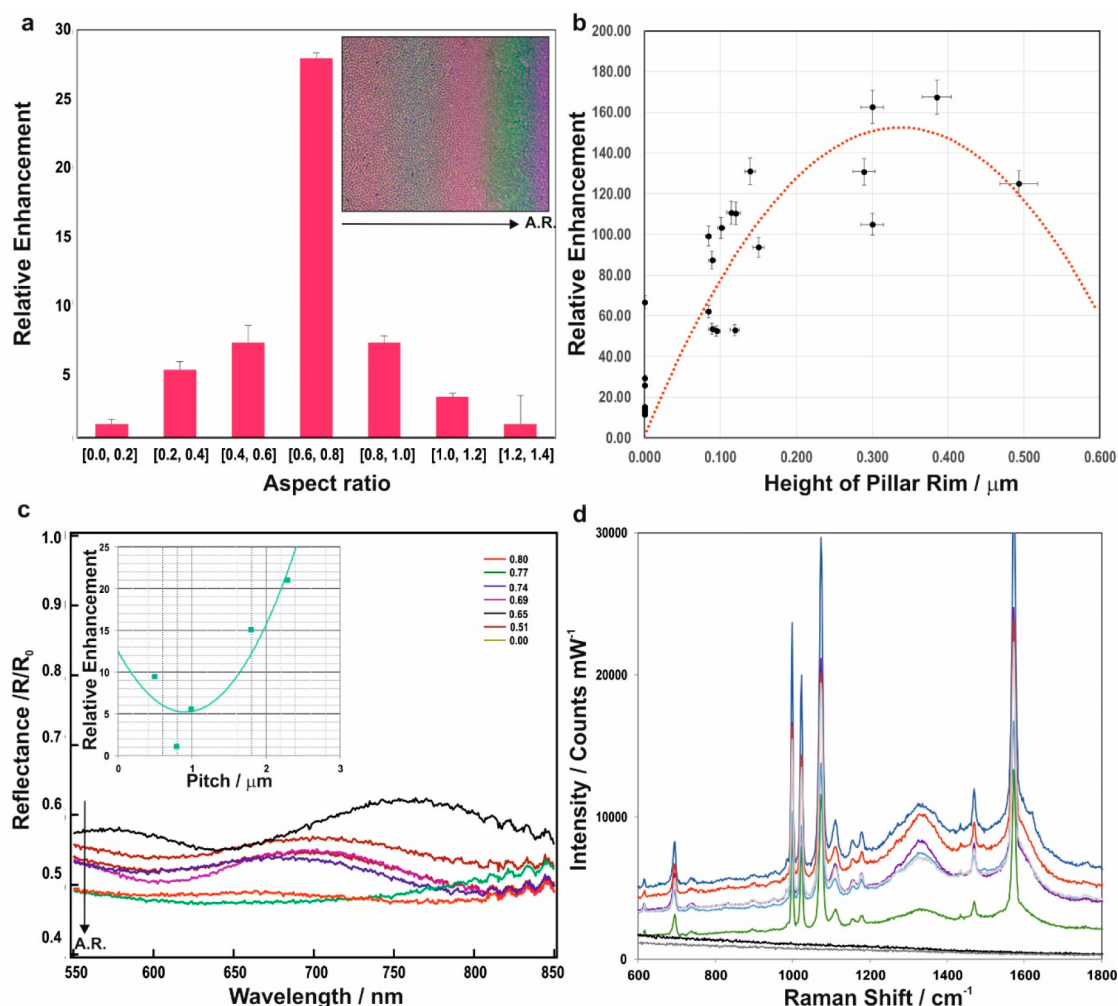 a
30
25
20
15
10
5
Relative Enhancement
A.R.
[0.0, 0.2] [0.2, 0.4] [0.4, 0.6] [0.6, 0.8] [0.8, 1.0] [1.0, 1.2] [1.2, 1.4]
Aspect ratio
b
200.00
180.00
160.00
140.00
120.00
100.00
80.00
60.00
40.00
20.00
0.00
Relative Enhancement
0.000 0.100 0.200 0.300 0.400 0.500 0.600
Height of Pillar Rim / μm
c
1.0
0.9
0.8
0.7
0.6
0.5
0.4
Reflectance /R/R₀
25
20
15
10
5
0
Relative Enhancement
0 1 2 3
Pitch / μm
0.80
0.77
0.74
0.69
0.65
0.51
0.00
A.R.
550 600 650 700 750 800 850
Wavelength / nm
d
30000
20000
10000
0
Intensity / Counts mW⁻¹
600 800 1000 1200 1400 1600 1800
Raman Shift / cm⁻¹